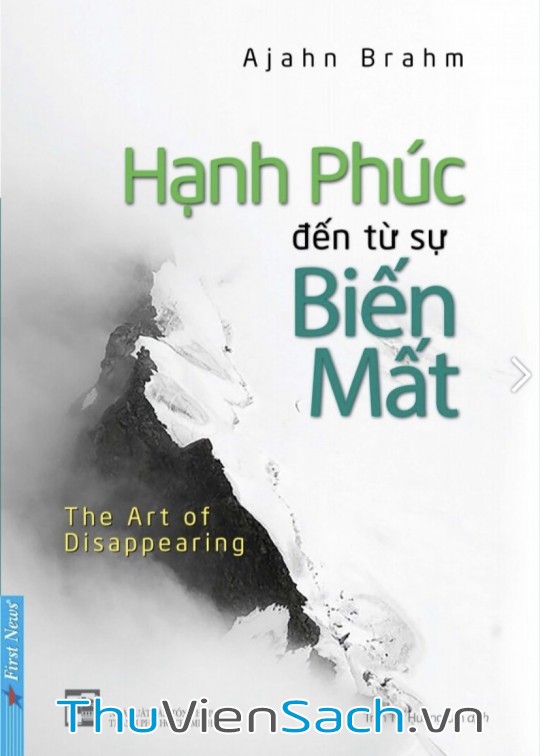 Ajahn Brahm
Hạnh Phúc
đến từ sự
Biến
Mất
The Art of
Disappearing
First News
ThuVienSach.vn